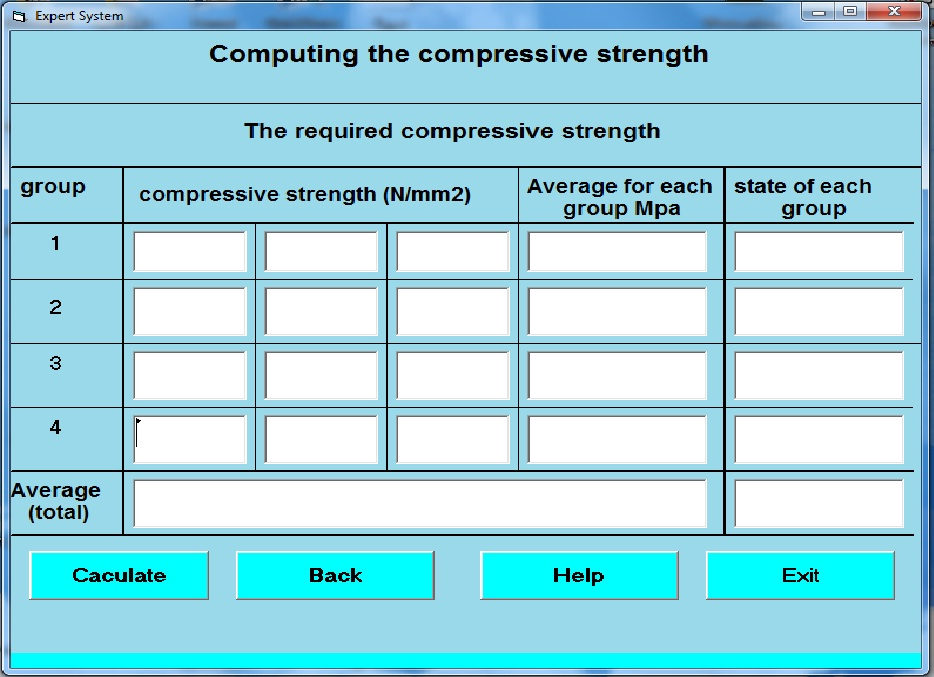 Expert System
Computing the compressive strength
The required compressive strength
group
compressive strength (N/mm2)
Average for each
group Mpa
state of each
group
1
2
3
4
Average
(total)
Caculate
Back
Help
Exit